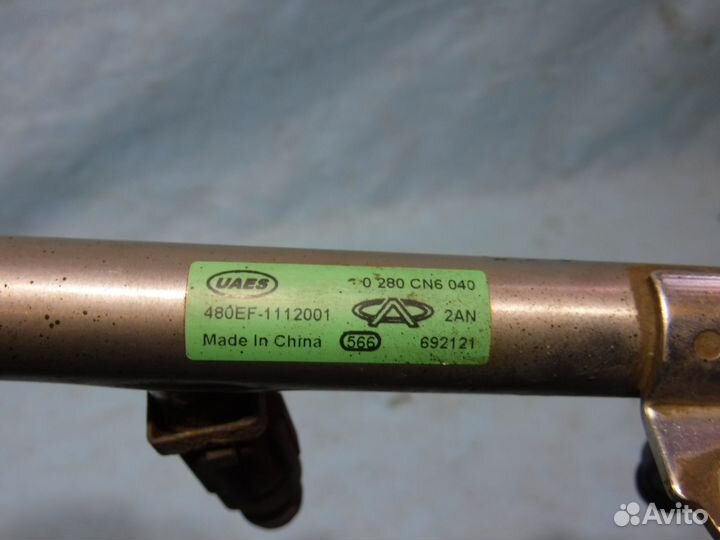 UAES 0 280 CN6 040
480EF-1112001 2AN
Made In China 566 692121
Avito